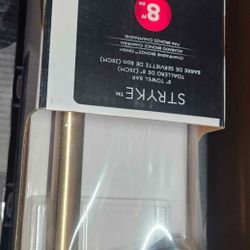 STRYKE™
8" TOWEL BAR
TOALLERO DE 8" (20CM)
BARRE DE SERVIETTE DE 8po (20CM)
CHAMPAGNE BRONZE™ FINISH
ACABADO BRONCE CHAMPÁN
FINI BRONZE CHAMPAGNE
8"